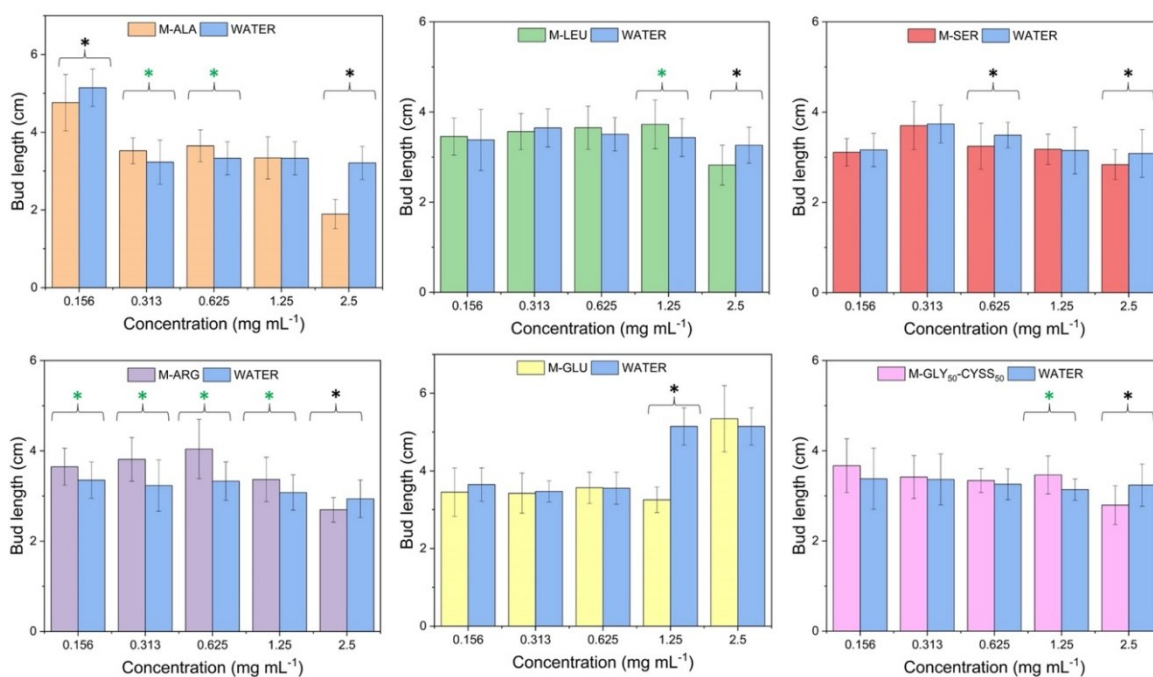 M-ALA WATER
Bud length (cm)
6
4
2
0
* * * *
0.156 0.313 0.625 1.25 2.5
Concentration (mg mL⁻¹)
M-LEU WATER
Bud length (cm)
6
4
2
0
* *
0.156 0.313 0.625 1.25 2.5
Concentration (mg mL⁻¹)
M-SER WATER
Bud length (cm)
6
4
2
0
* *
0.156 0.313 0.625 1.25 2.5
Concentration (mg mL⁻¹)
M-ARG WATER
Bud length (cm)
6
4
2
0
* * * * *
0.156 0.313 0.625 1.25 2.5
Concentration (mg mL⁻¹)
M-GLU WATER
Bud length (cm)
6
4
2
0
*
0.156 0.313 0.625 1.25 2.5
Concentration (mg mL⁻¹)
M-GLY₅₀-CYSS₅₀ WATER
Bud length (cm)
6
4
2
0
* *
0.156 0.313 0.625 1.25 2.5
Concentration (mg mL⁻¹)